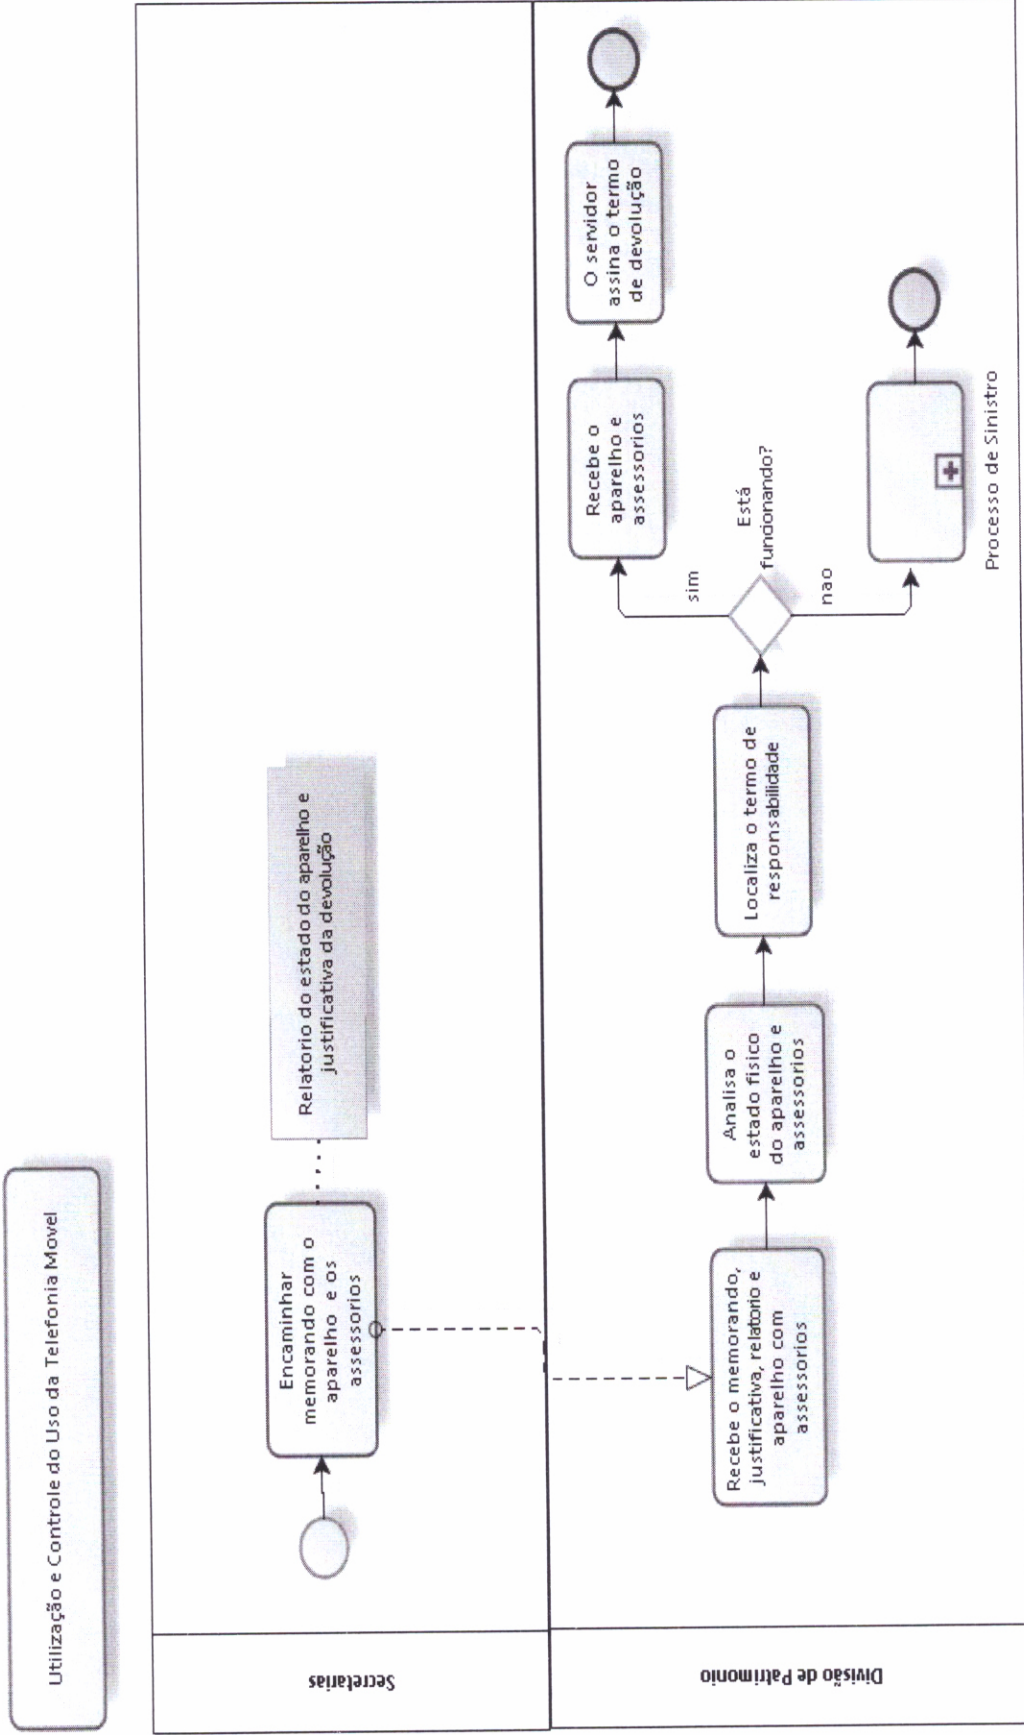 Utilização e Controle do Uso da Telefonia Movel
Secretarias
Encaminhar
memorando com o
aparelho e os
assessorios
Relatorio do estado do aparelho e
justificativa da devolução
Divisão de Patrimonio
Recebe o memorando,
justificativa, relatorio e
aparelho com
assessorios
Analisa o
estado fisico
do aparelho e
assessorios
Localiza o termo de
responsabilidade
Está
funcionando?
sim
Recebe o
aparelho e
assessorios
O servidor
assina o termo
de devolução
nao
Processo de Sinistro